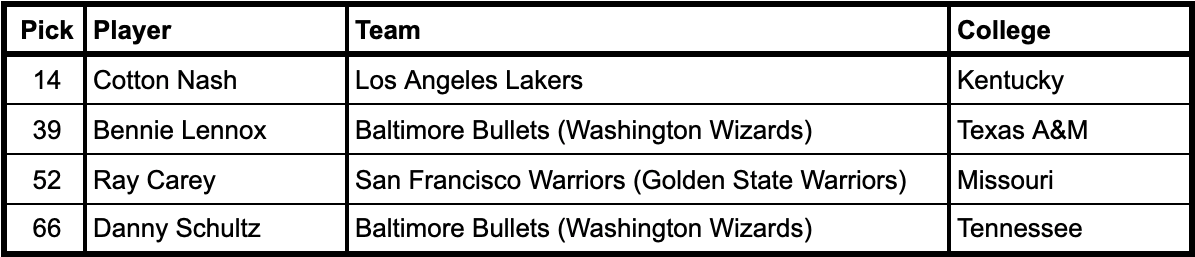 Pick Player Team College
14 Cotton Nash Los Angeles Lakers Kentucky
39 Bennie Lennox Baltimore Bullets (Washington Wizards) Texas A&M
52 Ray Carey San Francisco Warriors (Golden State Warriors) Missouri
66 Danny Schultz Baltimore Bullets (Washington Wizards) Tennessee